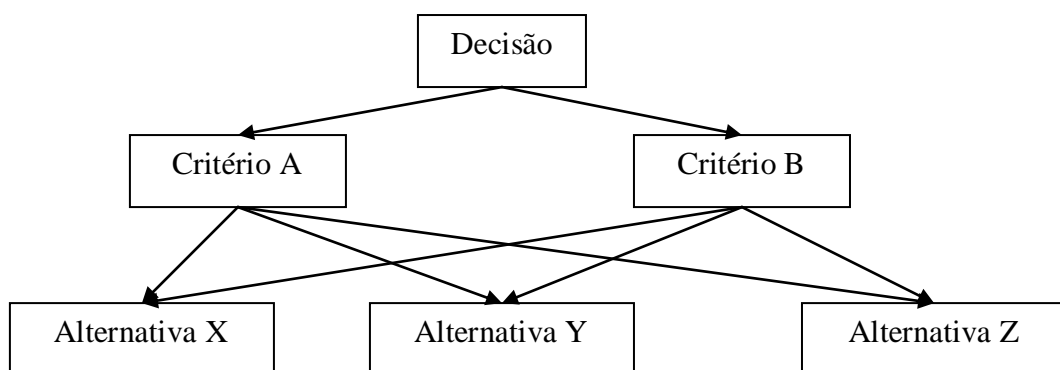 Decisão
Critério A
Critério B
Alternativa X
Alternativa Y
Alternativa Z